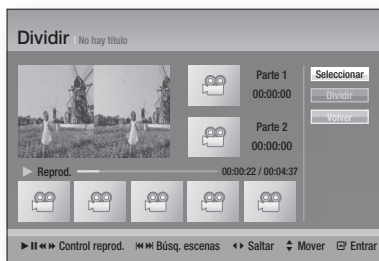 Dividir No hay título
Parte 1
00:00:00
Parte 2
00:00:00
Seleccionar
Dividir
Volver
Reprod. 00:00:22 / 00:04:37
Control reprod. Búsq. escenas Saltar Mover Entrar